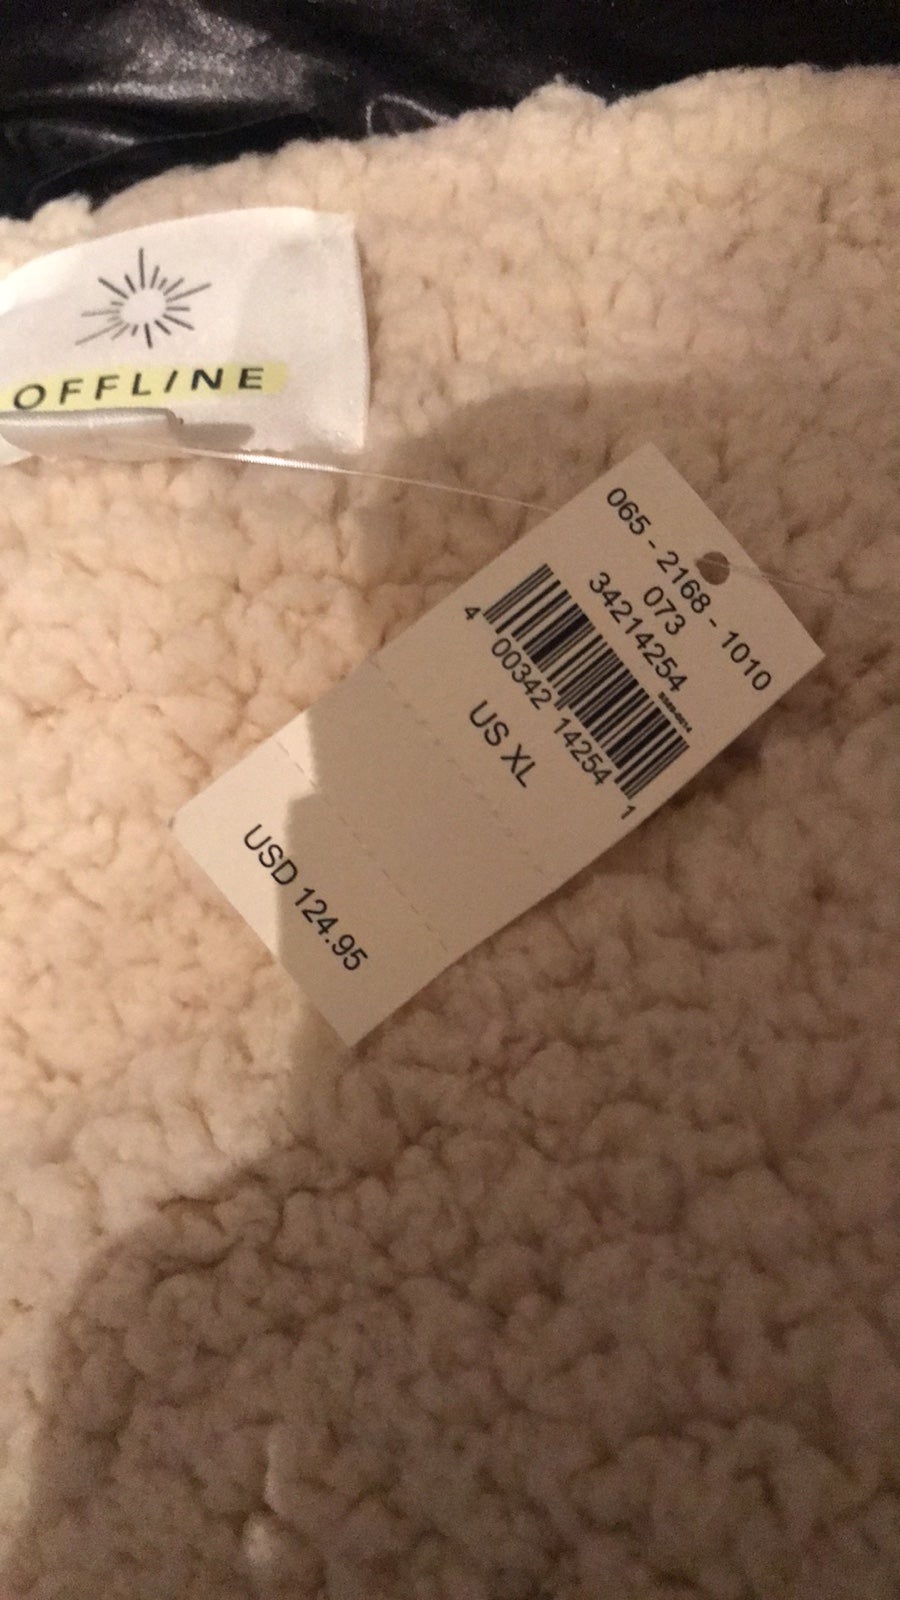 OFFLINE
065 - 2168 - 1010
073
34214254
4 00342 14254 1
US XL
USD 124.95